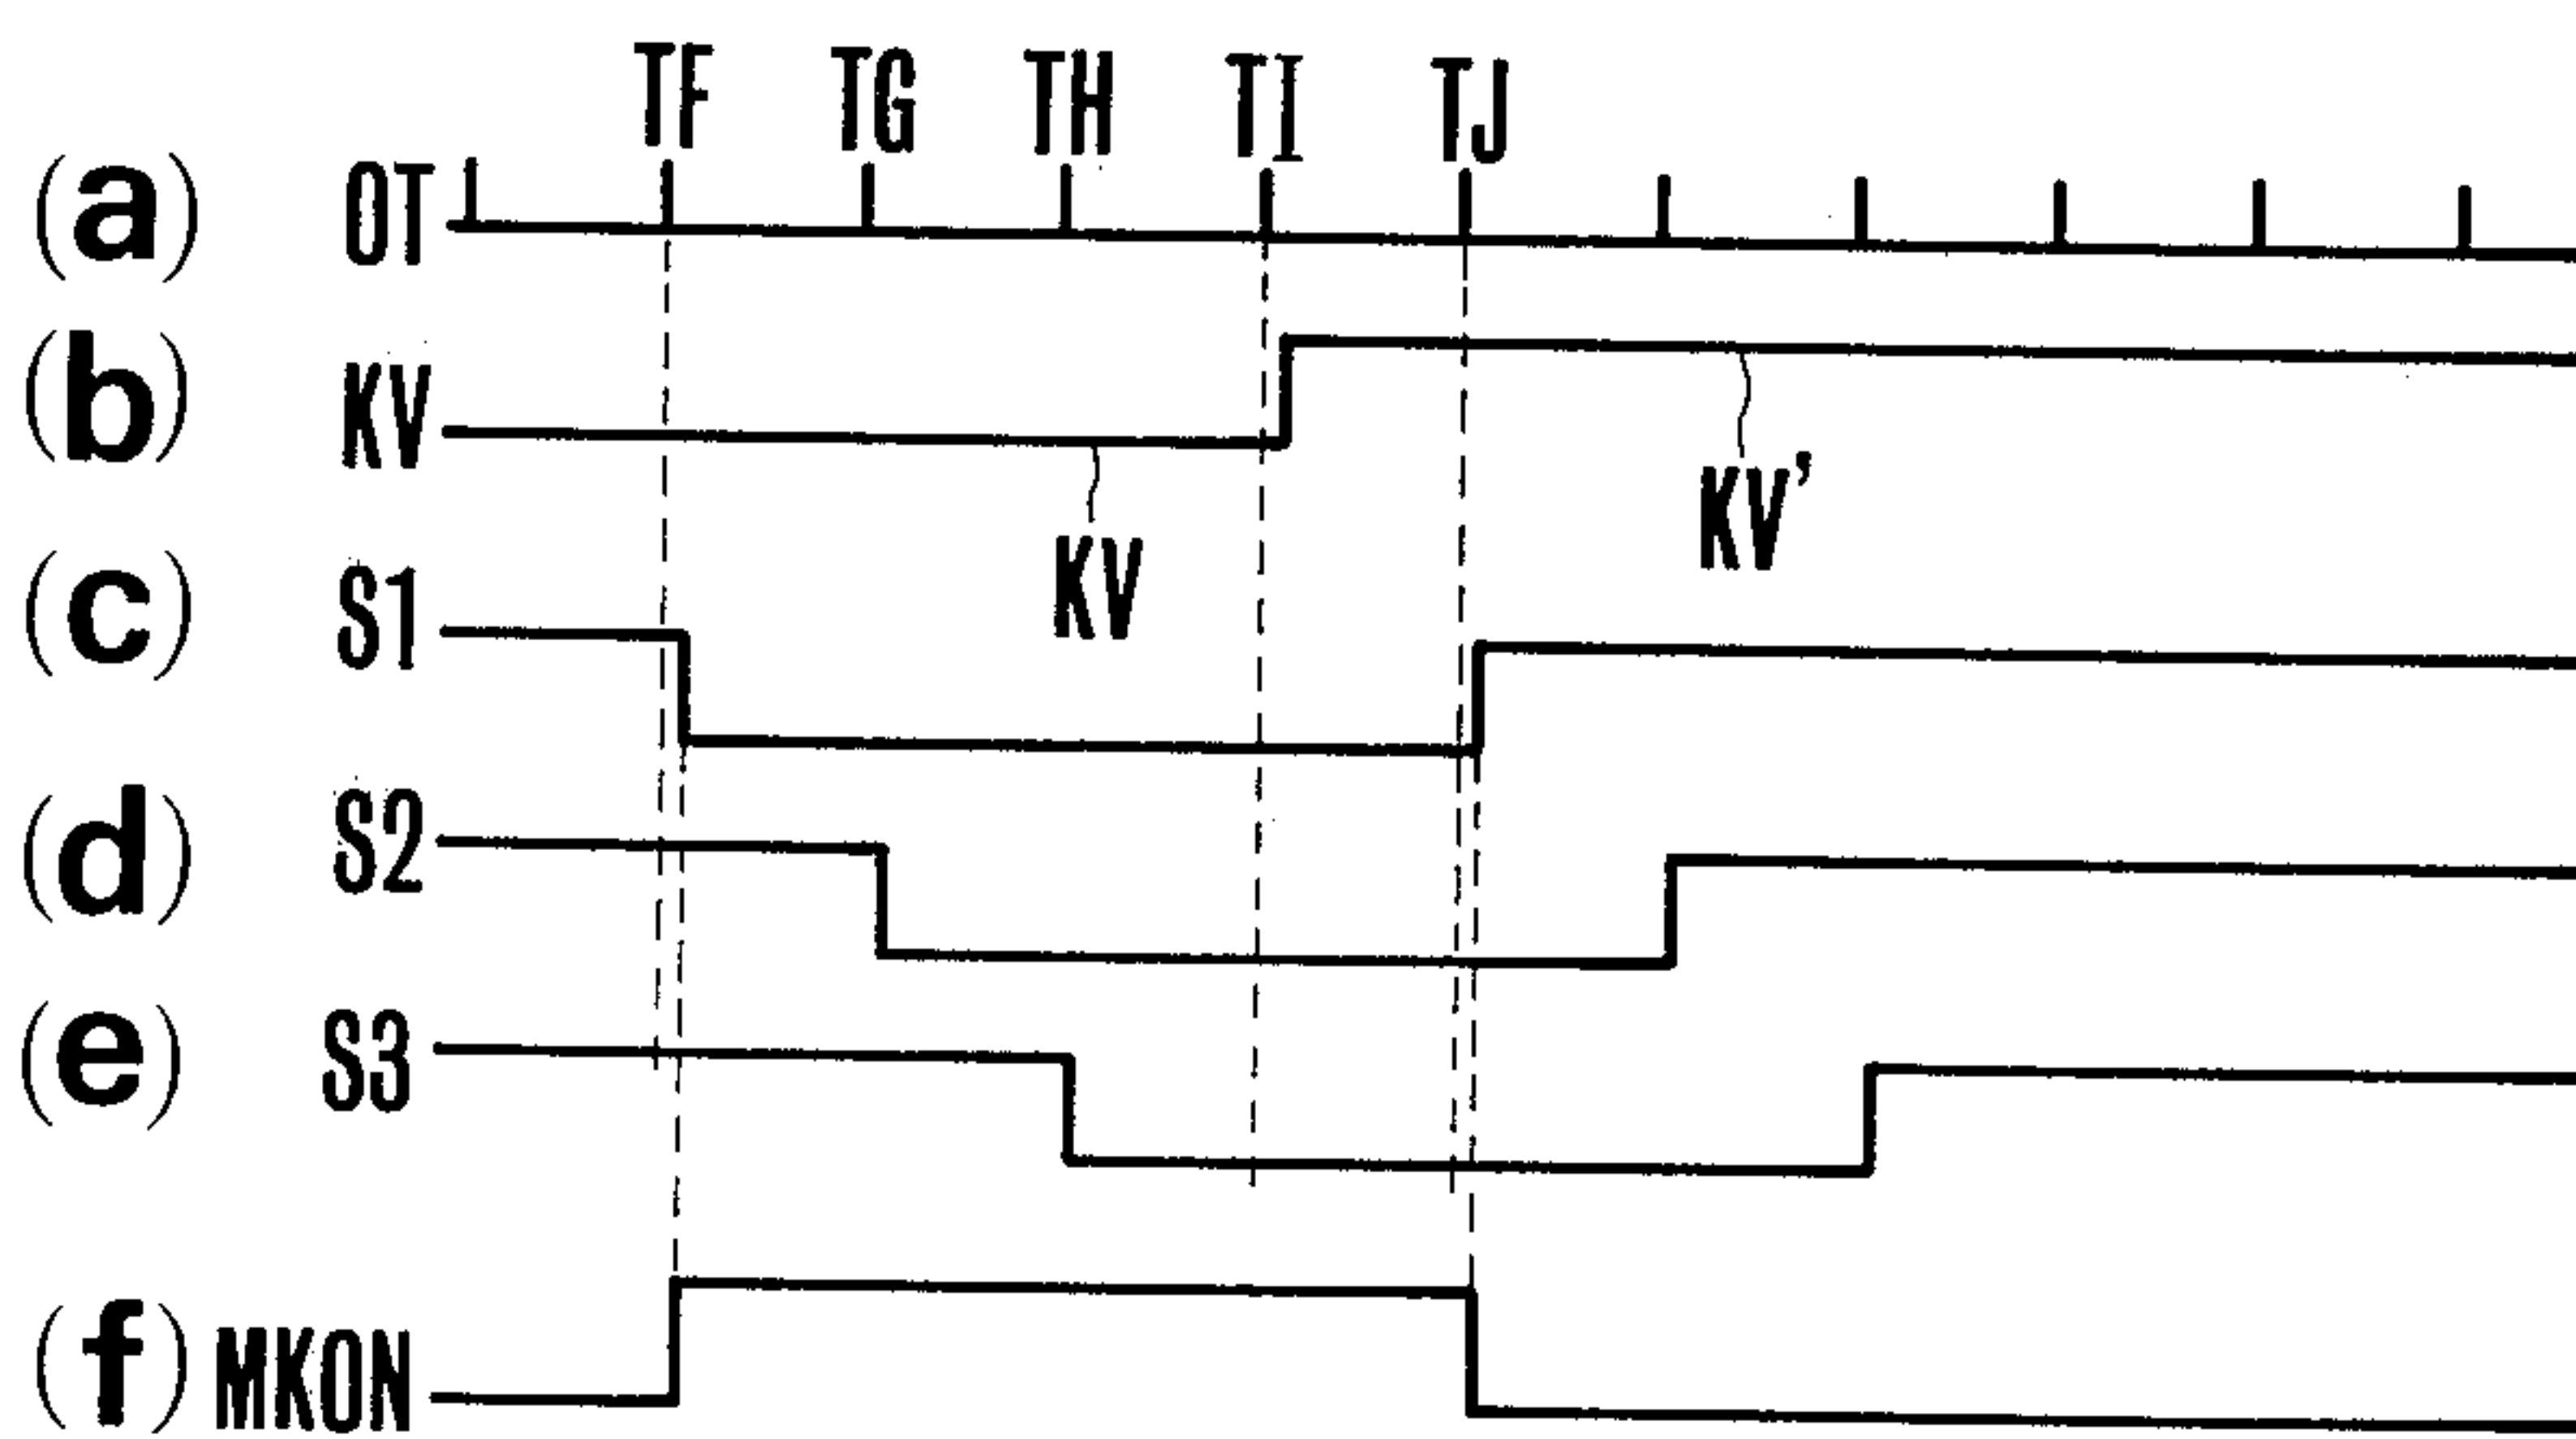 TF TG TH TI TJ
(a) OT
(b) KV
KV
KV'
(c) S1
(d) S2
(e) S3
(f) MKON